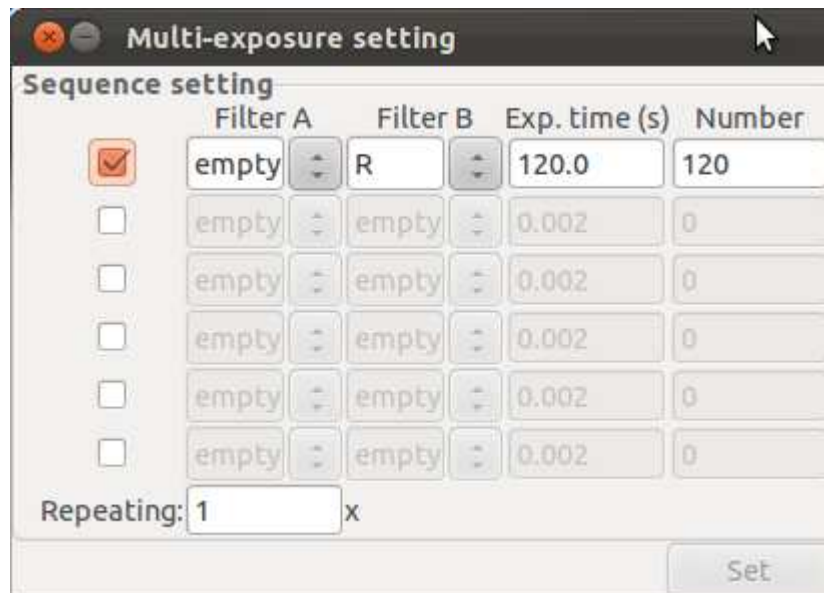 Multi-exposure setting
Sequence setting
Filter A Filter B Exp. time (s) Number
empty R 120.0 120
empty empty 0.002 0
empty empty 0.002 0
empty empty 0.002 0
empty empty 0.002 0
empty empty 0.002 0
Repeating: 1 x
Set